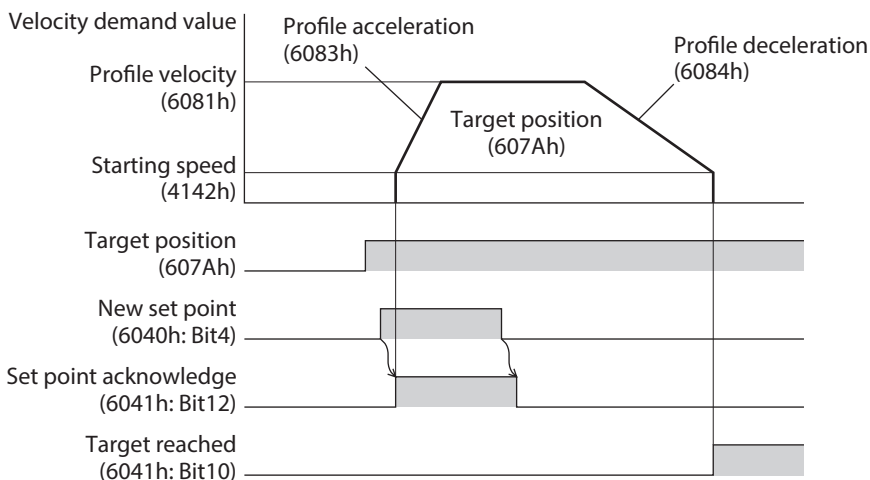 Velocity demand value
Profile acceleration
(6083h)
Profile deceleration
(6084h)
Profile velocity
(6081h)
Target position
(607Ah)
Starting speed
(4142h)
Target position
(607Ah)
New set point
(6040h: Bit4)
Set point acknowledge
(6041h: Bit12)
Target reached
(6041h: Bit10)